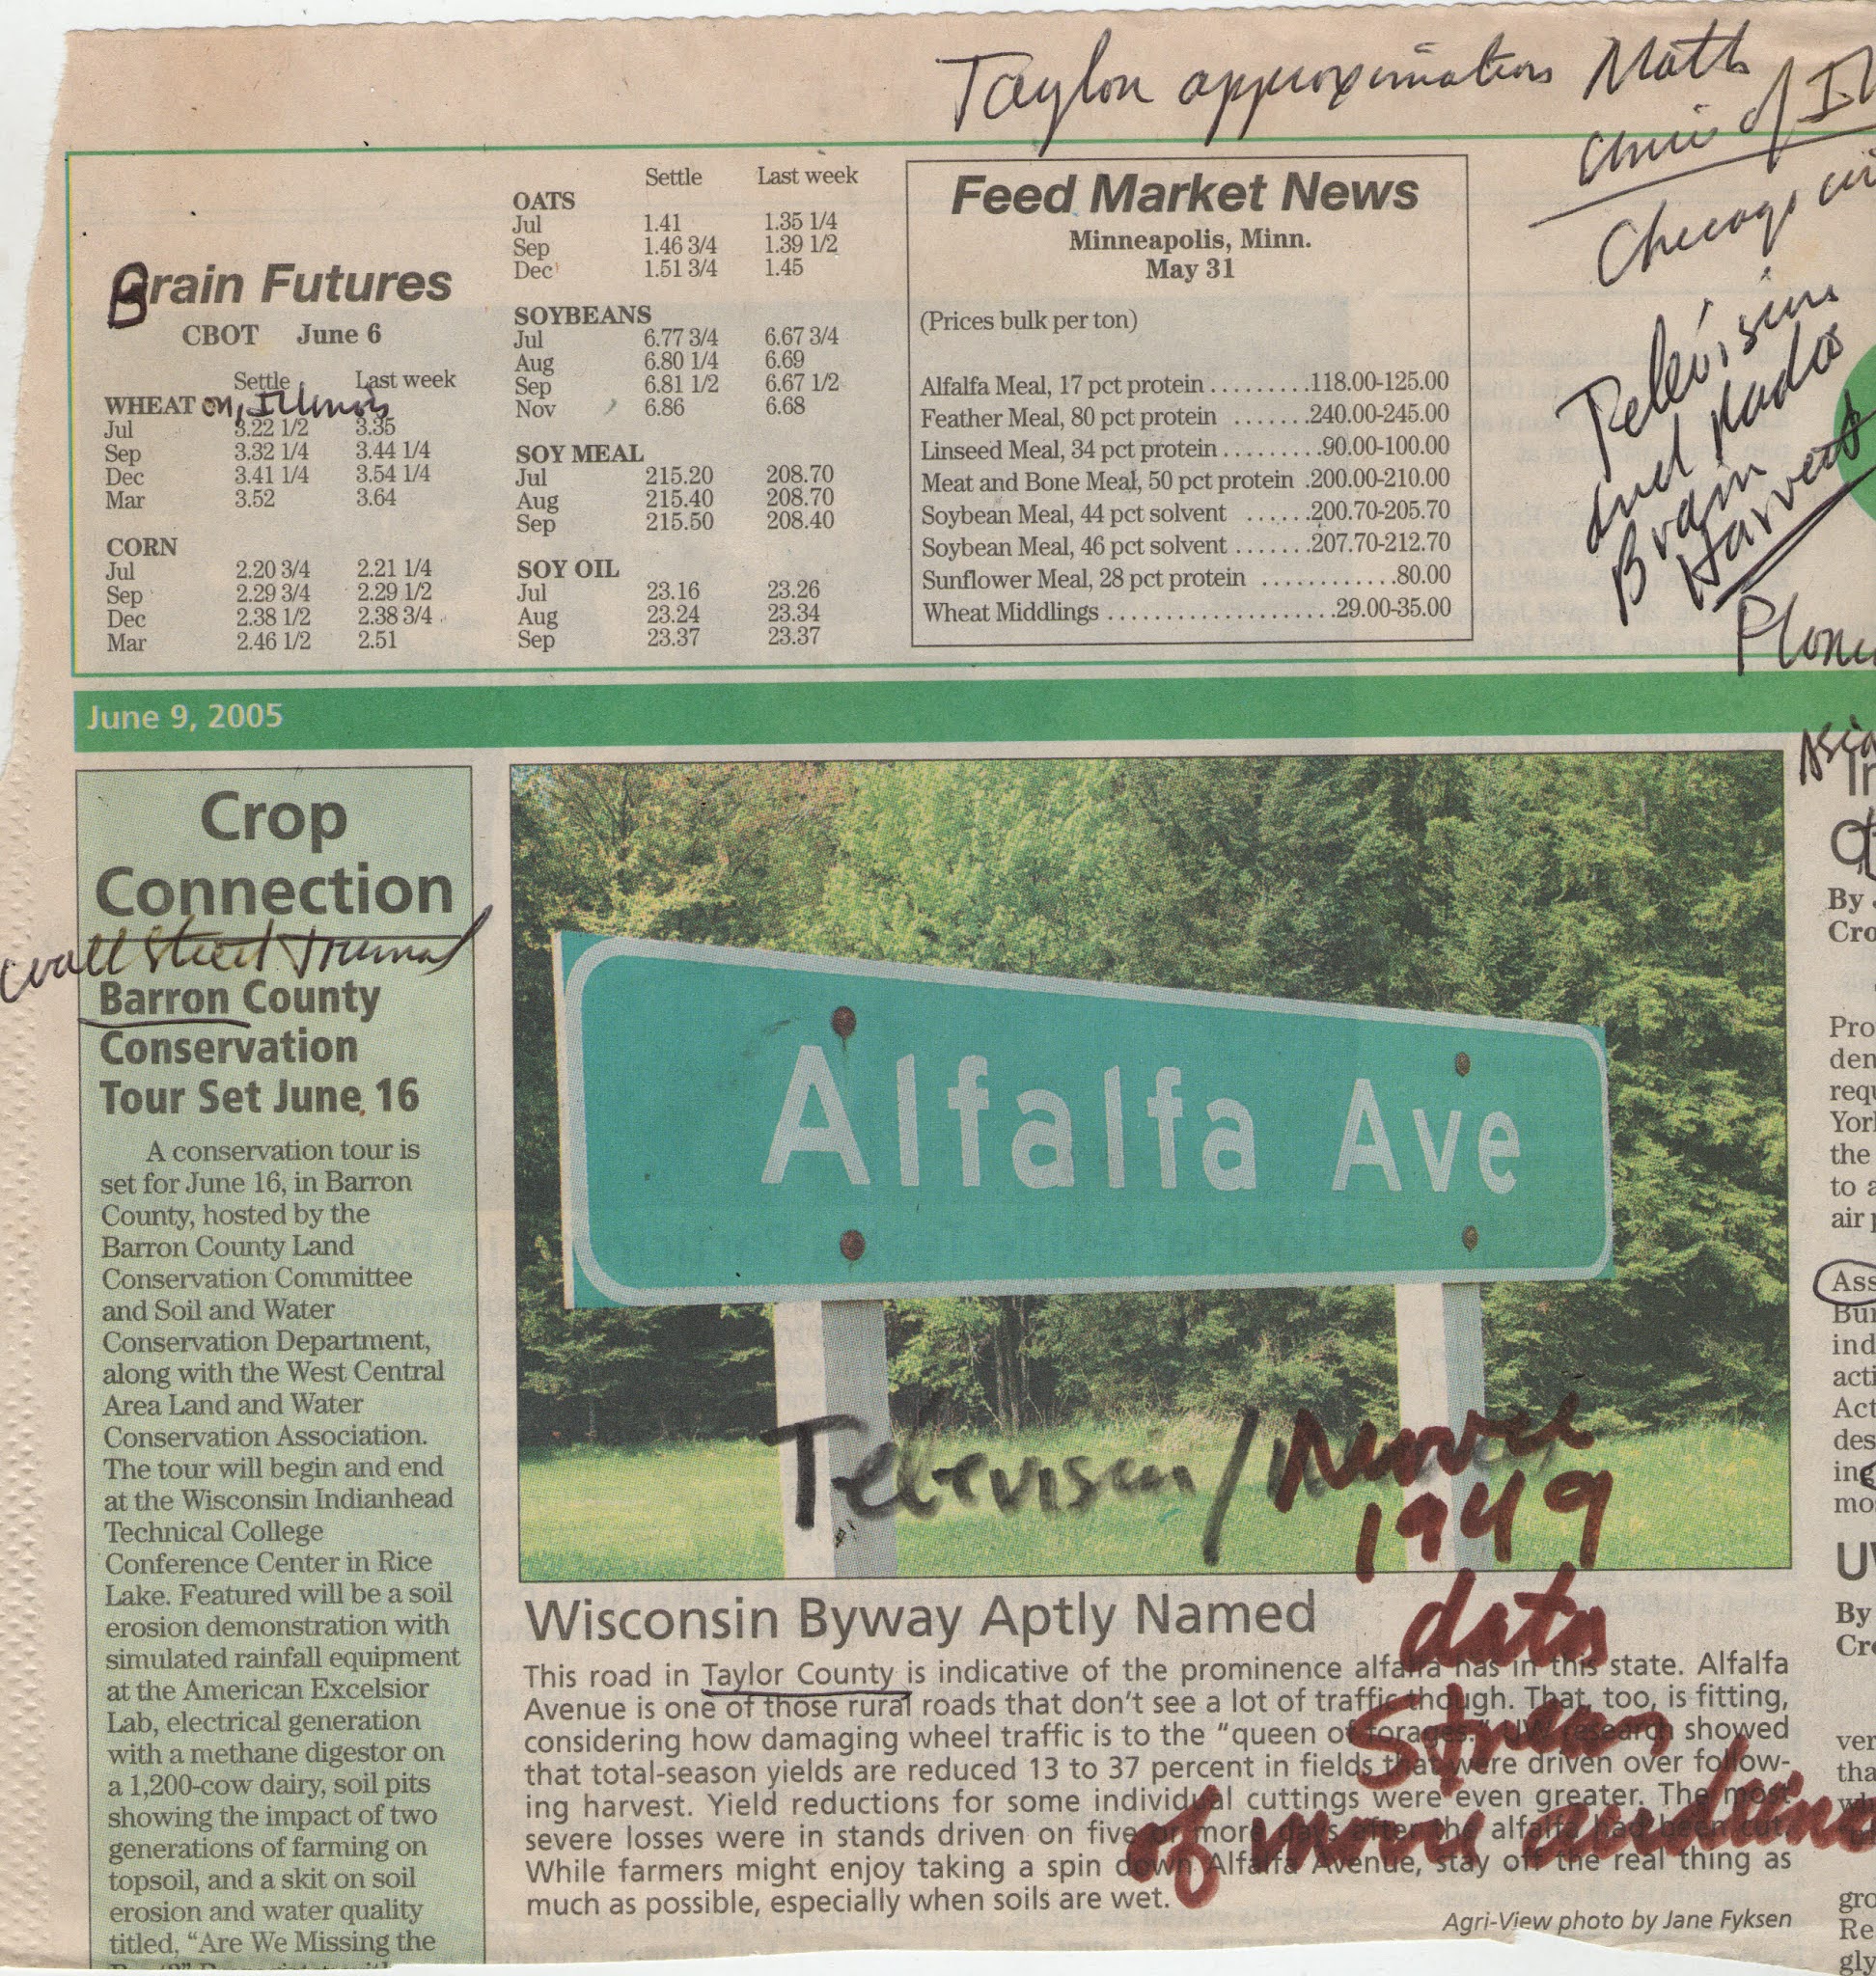 Taylor approximations Math
Chicago
Television
and radio
Brain
Harvest
Brain Futures
CBOT June 6
Settle Last week
WHEAT on, Illinois
Jul 3.22 1/2 3.35
Sep 3.32 1/4 3.44 1/4
Dec 3.41 1/4 3.54 1/4
Mar 3.52 3.64
CORN
Jul 2.20 3/4 2.21 1/4
Sep 2.29 3/4 2.29 1/2
Dec 2.38 1/2 2.38 3/4
Mar 2.46 1/2 2.51
Settle Last week
OATS
Jul 1.41 1.35 1/4
Sep 1.46 3/4 1.39 1/2
Dec 1.51 3/4 1.45
SOYBEANS
Jul 6.77 3/4 6.67 3/4
Aug 6.80 1/4 6.69
Sep 6.81 1/2 6.67 1/2
Nov 6.86 6.68
SOY MEAL
Jul 215.20 208.70
Aug 215.40 208.70
Sep 215.50 208.40
SOY OIL
Jul 23.16 23.26
Aug 23.24 23.34
Sep 23.37 23.37
Feed Market News
Minneapolis, Minn.
May 31
(Prices bulk per ton)
Alfalfa Meal, 17 pct protein .........118.00-125.00
Feather Meal, 80 pct protein .......240.00-245.00
Linseed Meal, 34 pct protein.........90.00-100.00
Meat and Bone Meal, 50 pct protein .200.00-210.00
Soybean Meal, 44 pct solvent ......200.70-205.70
Soybean Meal, 46 pct solvent .......207.70-212.70
Sunflower Meal, 28 pct protein ............80.00
Wheat Middlings .....................29.00-35.00
June 9, 2005
Crop
Connection
Wall Street Journal
Barron County
Conservation
Tour Set June 16
A conservation tour is
set for June 16, in Barron
County, hosted by the
Barron County Land
Conservation Committee
and Soil and Water
Conservation Department,
along with the West Central
Area Land and Water
Conservation Association.
The tour will begin and end
at the Wisconsin Indianhead
Technical College
Conference Center in Rice
Lake. Featured will be a soil
erosion demonstration with
simulated rainfall equipment
at the American Excelsior
Lab, electrical generation
with a methane digestor on
a 1,200-cow dairy, soil pits
showing the impact of two
generations of farming on
topsoil, and a skit on soil
erosion and water quality
titled, “Are We Missing the
Alfalfa Ave
Television/Nerve
1949
data
Wisconsin Byway Aptly Named
This road in Taylor County is indicative of the prominence alfalfa has in this state. Alfalfa
Avenue is one of those rural roads that don’t see a lot of traffic though. That, too, is fitting,
considering how damaging wheel traffic is to the “queen of forages.” UW research showed
that total-season yields are reduced 13 to 37 percent in fields that were driven over follow-
ing harvest. Yield reductions for some individual cuttings were even greater. The most
severe losses were in stands driven on five or more days after the alfalfa had been cut.
While farmers might enjoy taking a spin down Alfalfa Avenue, stay off the real thing as
much as possible, especially when soils are wet.
Agri-View photo by Jane Fyksen
By
Pro
the
to a
air
By